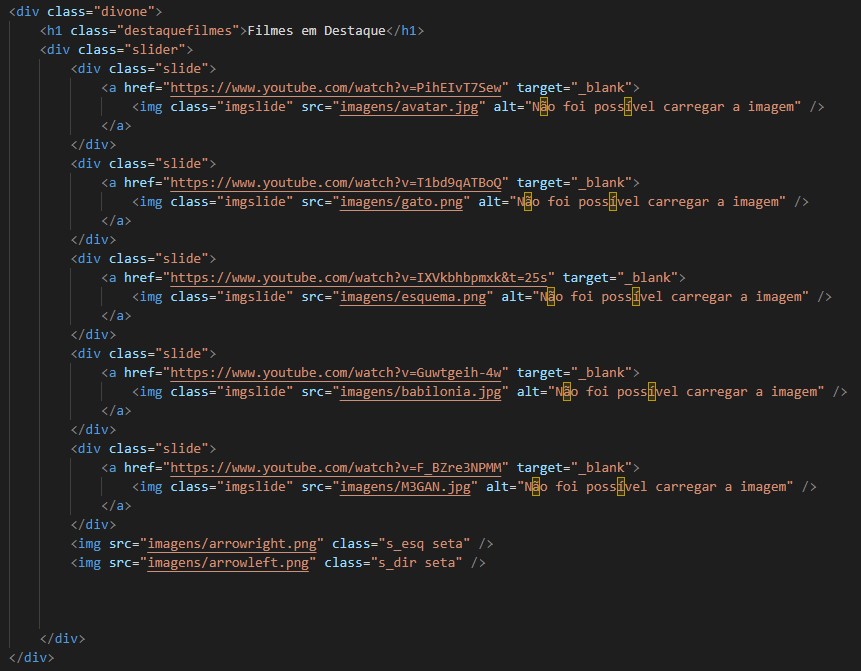 <div class="divone">
<h1 class="destaquefilmes">Filmes em Destaque</h1>
<div class="slider">
<div class="slide">
<a href="https://www.youtube.com/watch?v=PihEIvT7Sew" target="_blank">
<img class="imgslide" src="imagens/avatar.jpg" alt="Não foi possível carregar a imagem" />
</a>
</div>
<div class="slide">
<a href="https://www.youtube.com/watch?v=T1bd9qATBoQ" target="_blank">
<img class="imgslide" src="imagens/gato.png" alt="Não foi possível carregar a imagem" />
</a>
</div>
<div class="slide">
<a href="https://www.youtube.com/watch?v=IXVkbhbpmxk&t=25s" target="_blank">
<img class="imgslide" src="imagens/esquema.png" alt="Não foi possível carregar a imagem" />
</a>
</div>
<div class="slide">
<a href="https://www.youtube.com/watch?v=Guwtgeih-4w" target="_blank">
<img class="imgslide" src="imagens/babilonia.jpg" alt="Não foi possível carregar a imagem" />
</a>
</div>
<div class="slide">
<a href="https://www.youtube.com/watch?v=F_BZre3NPMM" target="_blank">
<img class="imgslide" src="imagens/M3GAN.jpg" alt="Não foi possível carregar a imagem" />
</a>
</div>
<img src="imagens/arrowright.png" class="s_esq seta" />
<img src="imagens/arrowleft.png" class="s_dir seta" />
</div>
</div>